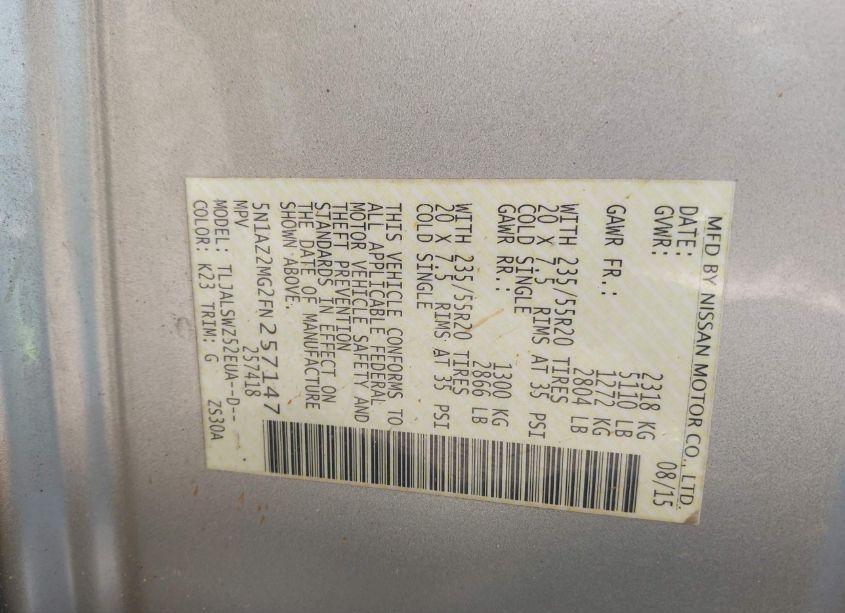 MFD BY NISSAN MOTOR CO., LTD.
DATE: 08/15
GVWR: 2318 KG
5110 LB
GAWR FR.: 1272 KG
2804 LB
WITH 235/55R20 TIRES
20 X 7.5 RIMS AT 35 PSI
COLD SINGLE
GAWR RR.: 1300 KG
2866 LB
WITH 235/55R20 TIRES
20 X 7.5 RIMS AT 35 PSI
COLD SINGLE
THIS VEHICLE CONFORMS TO
ALL APPLICABLE FEDERAL
MOTOR VEHICLE SAFETY AND
THEFT PREVENTION
STANDARDS IN EFFECT ON
THE DATE OF MANUFACTURE
SHOWN ABOVE.
5N1AZ2MG2FN257147
MPV 257418
MODEL: TLJALSWZ52EUA--D--
COLOR: K23 TRIM: G ZS30A